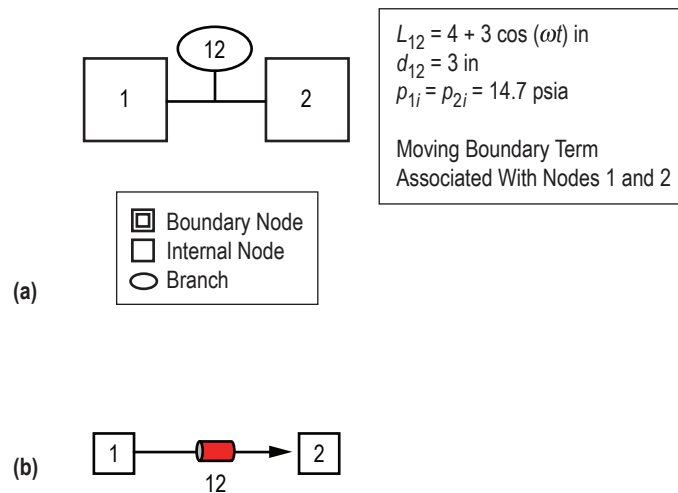 12
1
2
L12 = 4 + 3 cos (ωt) in
d12 = 3 in
p1i = p2i = 14.7 psia
Moving Boundary Term
Associated With Nodes 1 and 2
Boundary Node
Internal Node
Branch
(a)
1
2
12
(b)